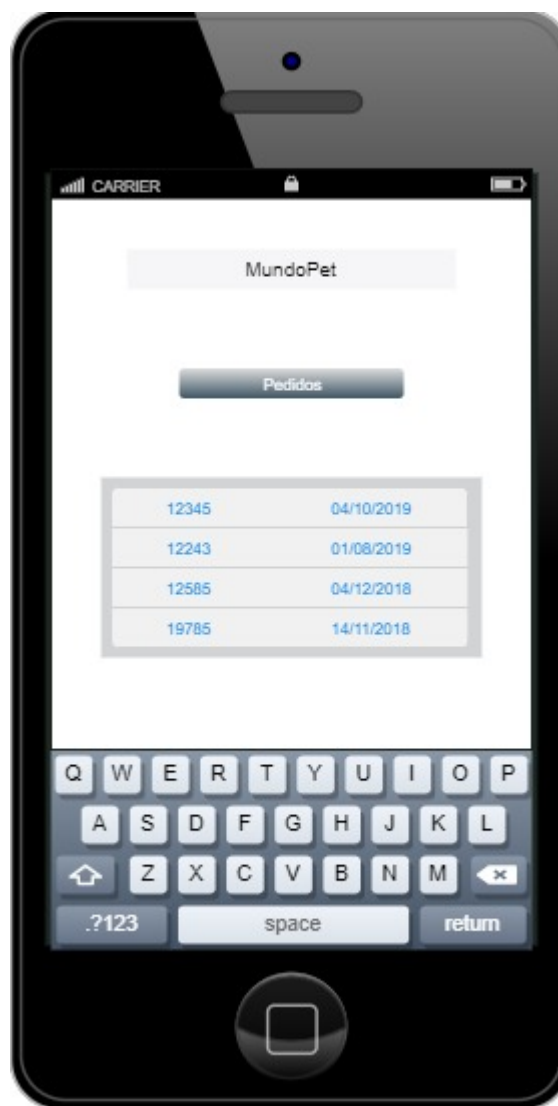 CARRIER
MundoPet
Pedidos
12345 04/10/2019
12243 01/08/2019
12585 04/12/2018
19785 14/11/2018
Q W E R T Y U I O P
A S D F G H J K L
Z X C V B N M
.?123 space return